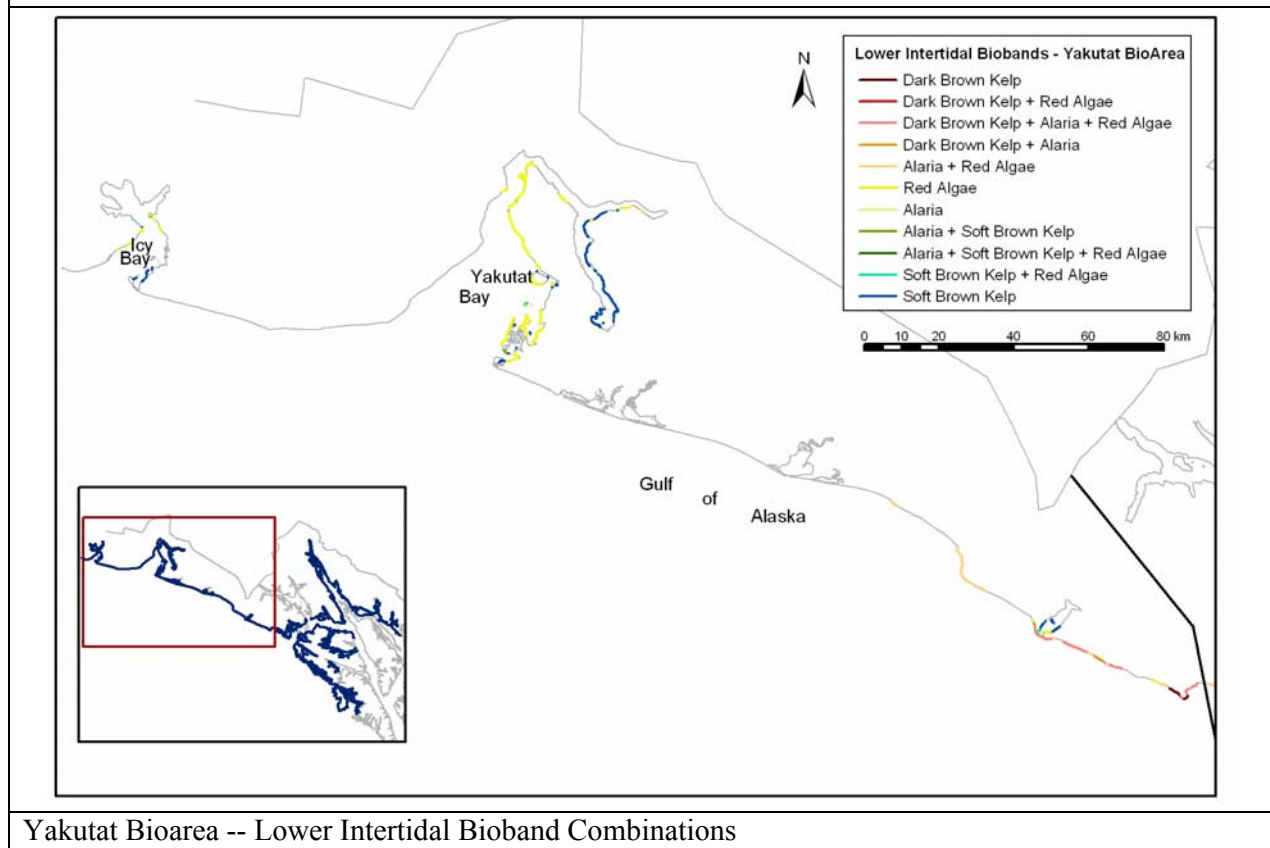 N
Lower Intertidal Biobands - Yakutat BioArea
Dark Brown Kelp
Dark Brown Kelp + Red Algae
Dark Brown Kelp + Alaria + Red Algae
Dark Brown Kelp + Alaria
Alaria + Red Algae
Red Algae
Alaria
Alaria + Soft Brown Kelp
Alaria + Soft Brown Kelp + Red Algae
Soft Brown Kelp + Red Algae
Soft Brown Kelp
0 10 20 40 60 80 km
Icy
Bay
Yakutat
Bay
Gulf
of
Alaska
Yakutat Bioarea -- Lower Intertidal Bioband Combinations